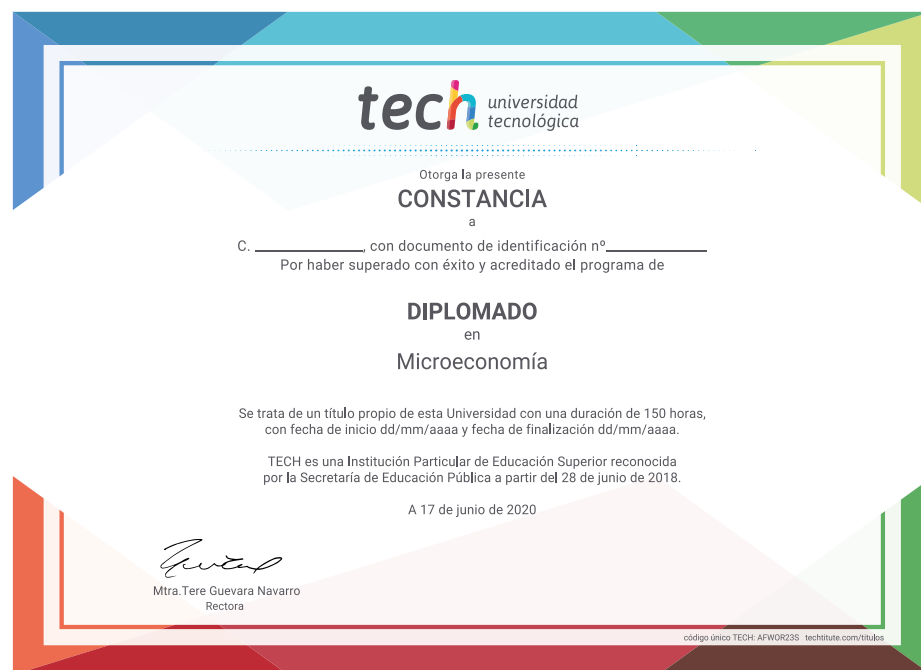 tech universidad
tecnológica
Otorga la presente
CONSTANCIA
a
C. ____________, con documento de identificación nº____________
Por haber superado con éxito y acreditado el programa de
DIPLOMADO
en
Microeconomía
Se trata de un título propio de esta Universidad con una duración de 150 horas,
con fecha de inicio dd/mm/aaaa y fecha de finalización dd/mm/aaaa.
TECH es una Institución Particular de Educación Superior reconocida
por la Secretaría de Educación Pública a partir del 28 de junio de 2018.
A 17 de junio de 2020
Mtra.Tere Guevara Navarro
Rectora
código único TECH: AFWOR23S techtitute.com/titulos